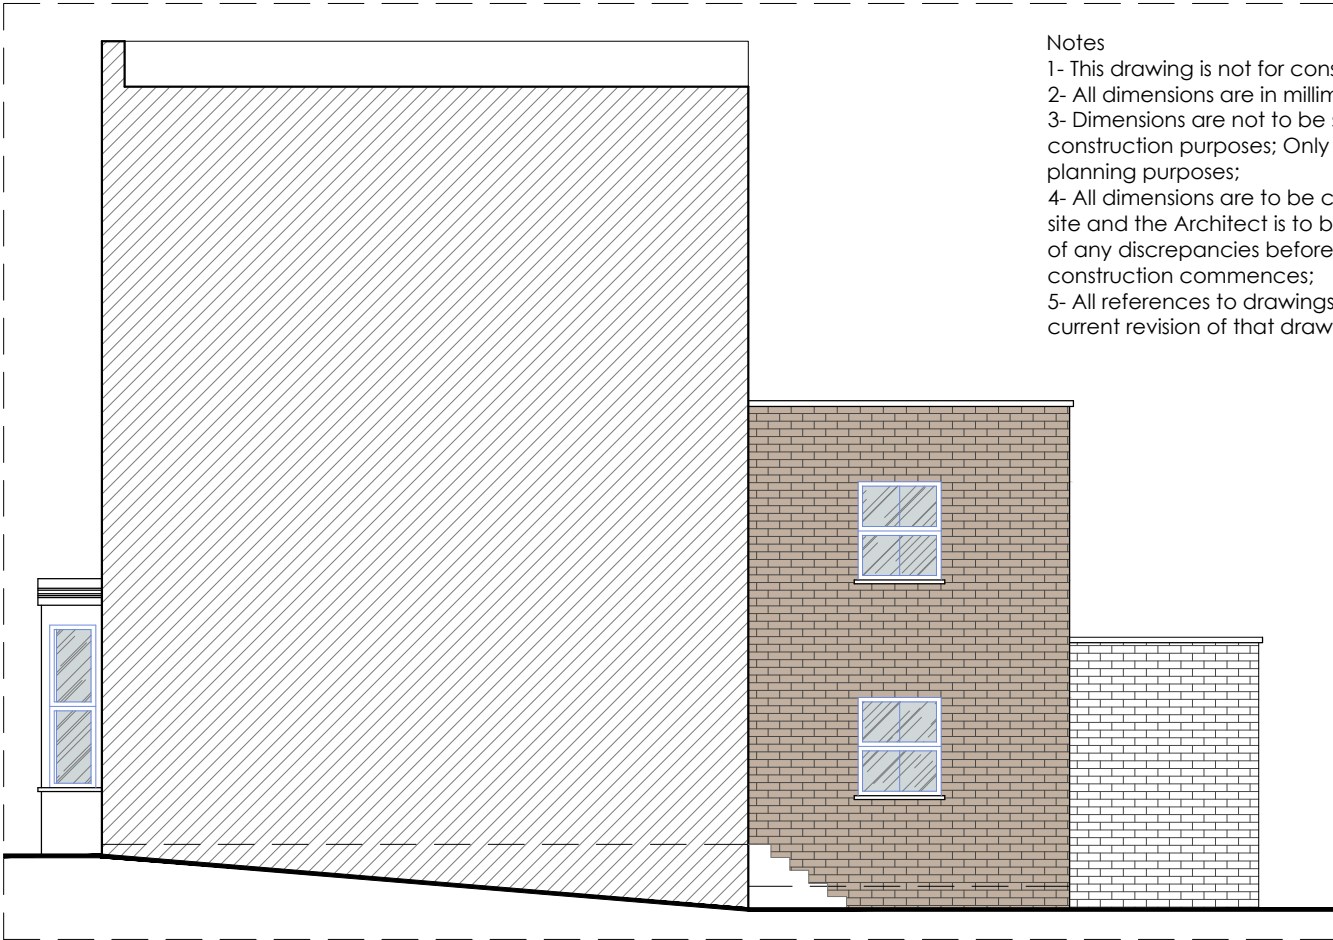 Notes
1- This drawing is not for cons
2- All dimensions are in millin
3- Dimensions are not to be
construction purposes; Only
planning purposes;
4- All dimensions are to be c
site and the Architect is to b
of any discrepancies before
construction commences;
5- All references to drawings
current revision of that draw